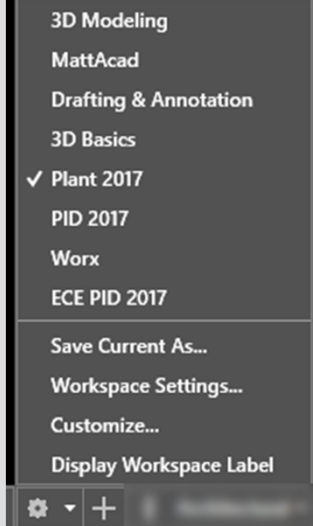 3D Modeling
MattAcad
Drafting & Annotation
3D Basics
Plant 2017
PID 2017
Worx
ECE PID 2017
Save Current As...
Workspace Settings...
Customize...
Display Workspace Label